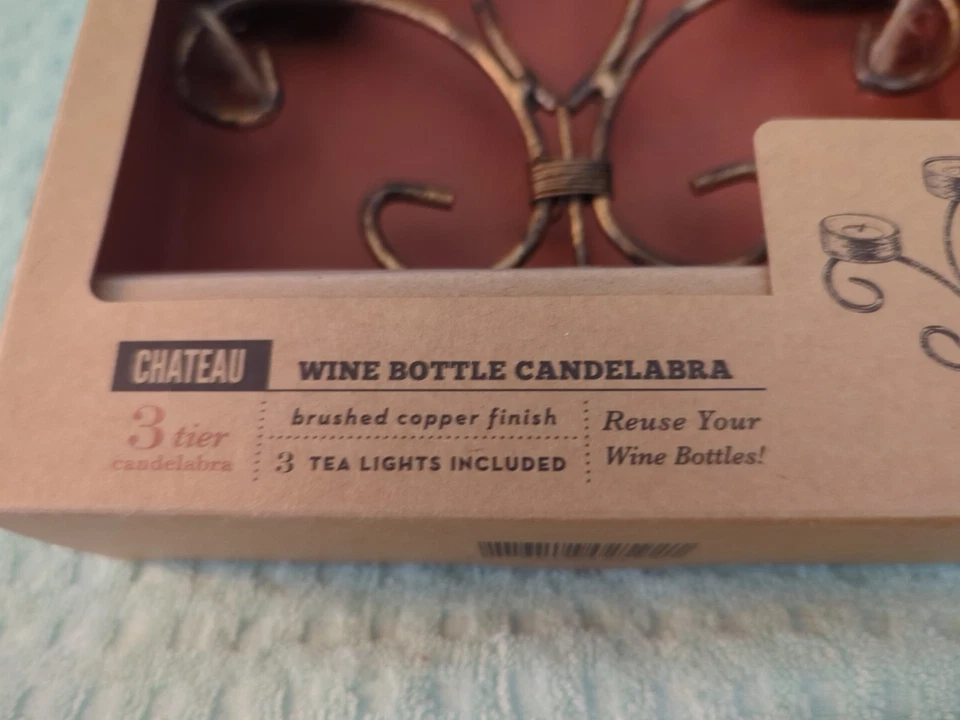 CHATEAU
WINE BOTTLE CANDELABRA
3 tier
candelabra
brushed copper finish
3 TEA LIGHTS INCLUDED
Reuse Your
Wine Bottles!